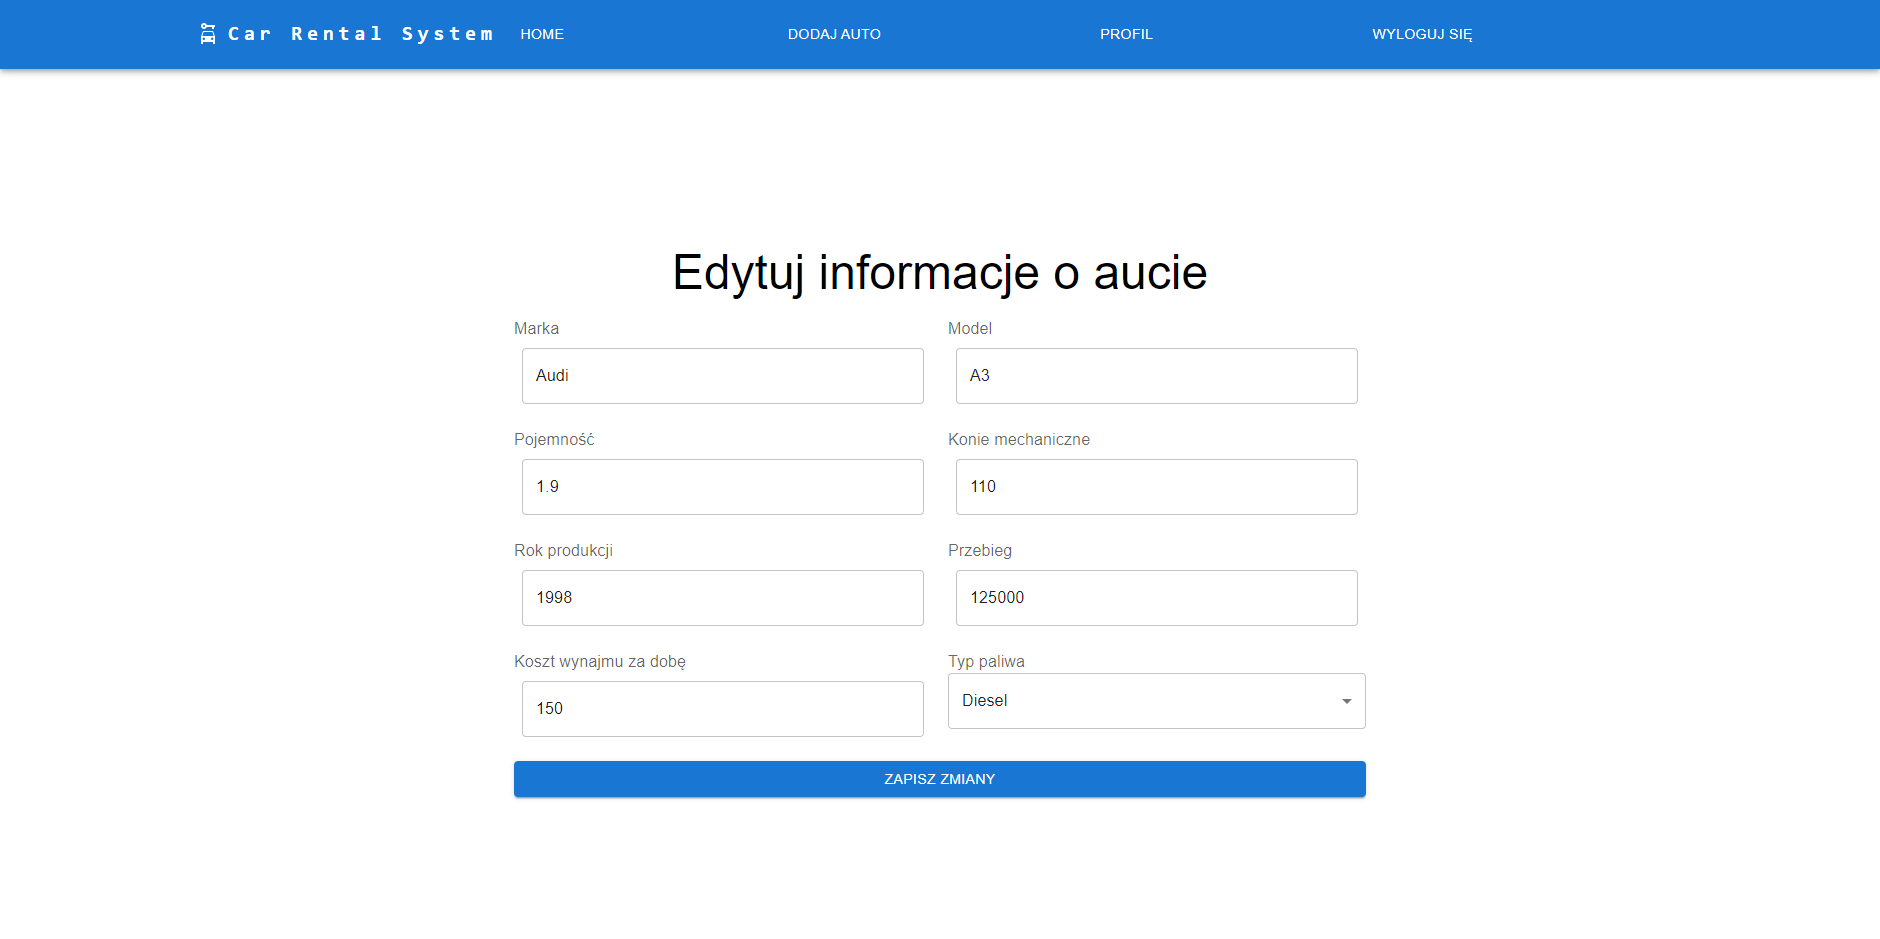 Car Rental System HOME DODAJ AUTO PROFIL WYLOGUJ SIĘ
Edytuj informacje o aucie
Marka
Audi
Model
A3
Pojemność
1.9
Konie mechaniczne
110
Rok produkcji
1998
Przebieg
125000
Koszt wynajmu za dobę
150
Typ paliwa
Diesel
ZAPISZ ZMIANY